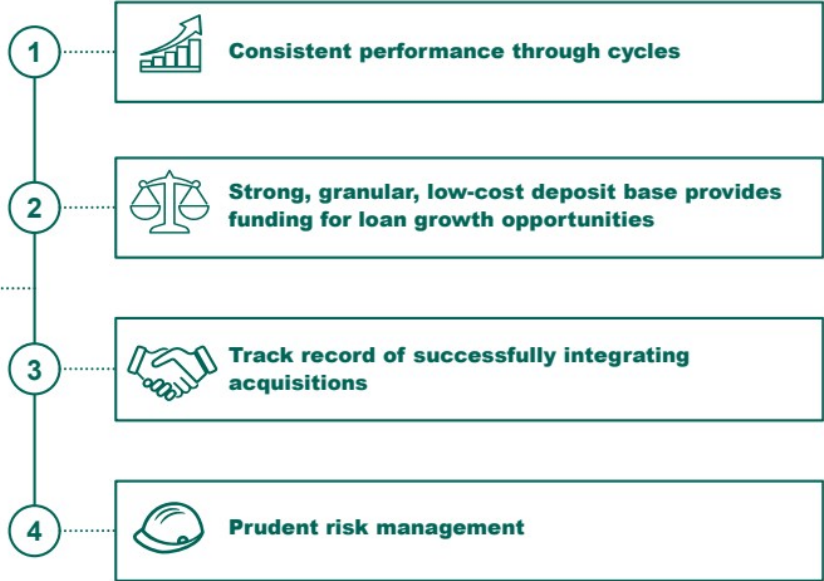 1
Consistent performance through cycles
2
Strong, granular, low-cost deposit base provides
funding for loan growth opportunities
3
Track record of successfully integrating
acquisitions
4
Prudent risk management